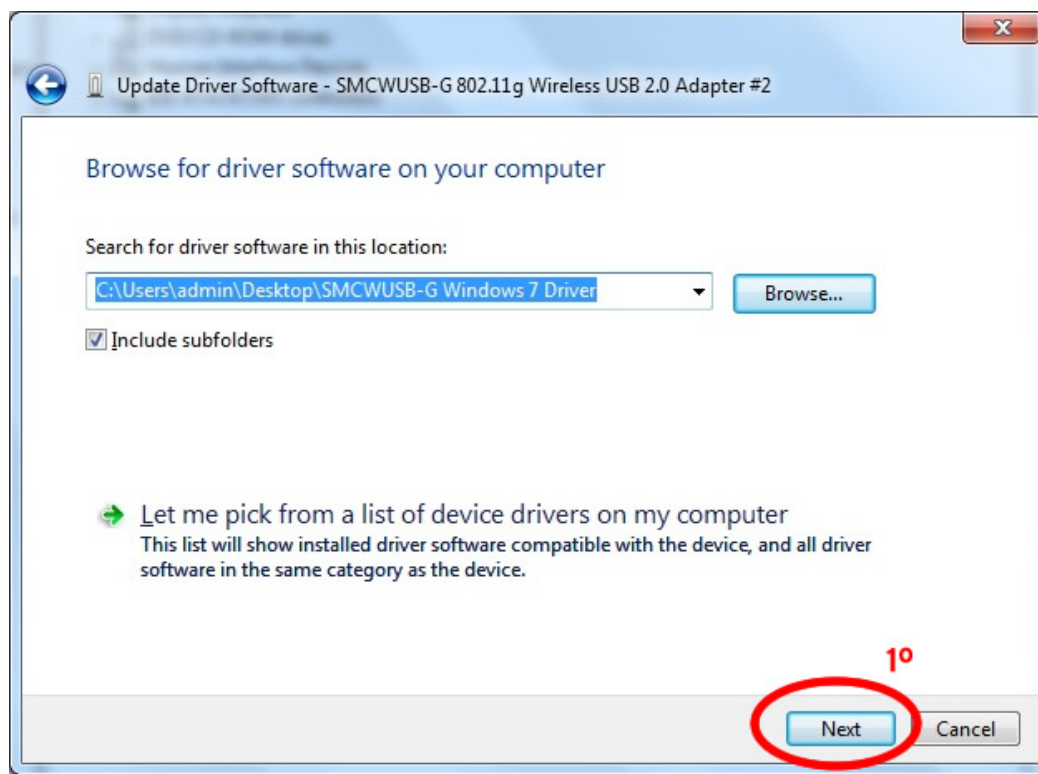 Update Driver Software - SMCWUSB-G 802.11g Wireless USB 2.0 Adapter #2
Browse for driver software on your computer
Search for driver software in this location:
C:\Users\admin\Desktop\SMCWUSB-G Windows 7 Driver
Browse...
Include subfolders
Let me pick from a list of device drivers on my computer
This list will show installed driver software compatible with the device, and all driver
software in the same category as the device.
1º
Next
Cancel